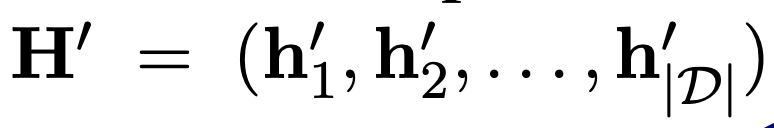 𝐇′ = (𝐡′₁, 𝐡′₂, . . . , 𝐡′_|𝒟|)